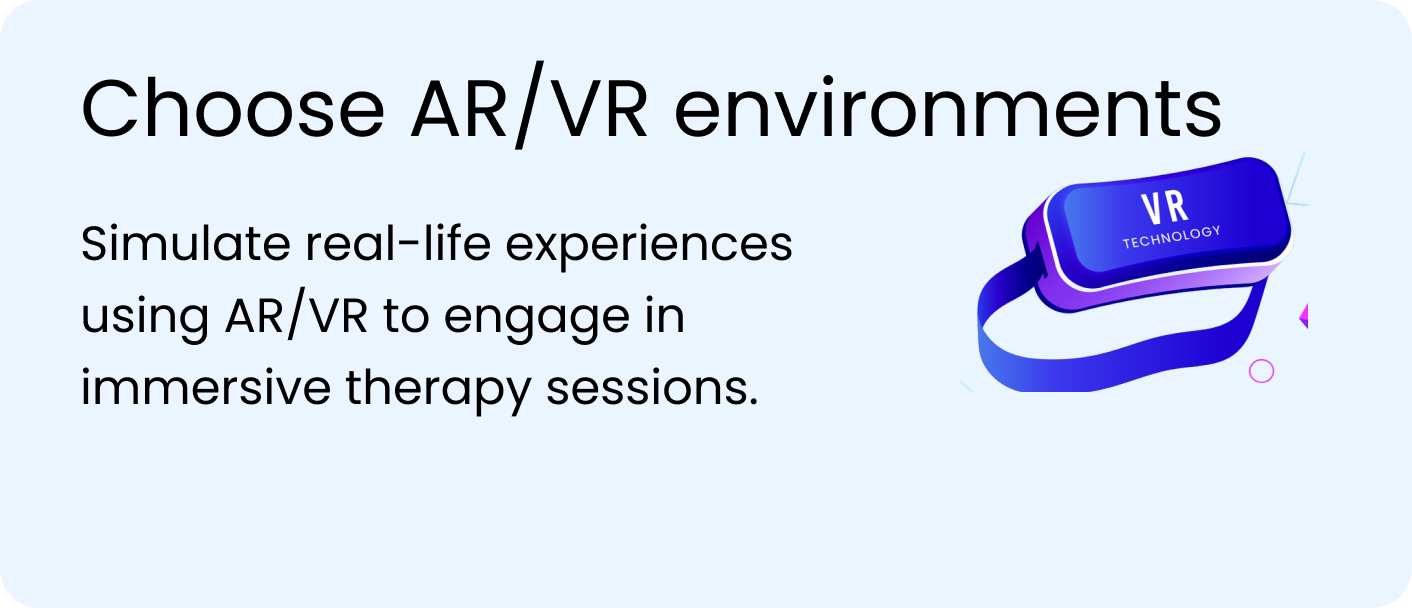 Choose AR/VR environments
VR
TECHNOLOGY
Simulate real-life experiences
using AR/VR to engage in
immersive therapy sessions.